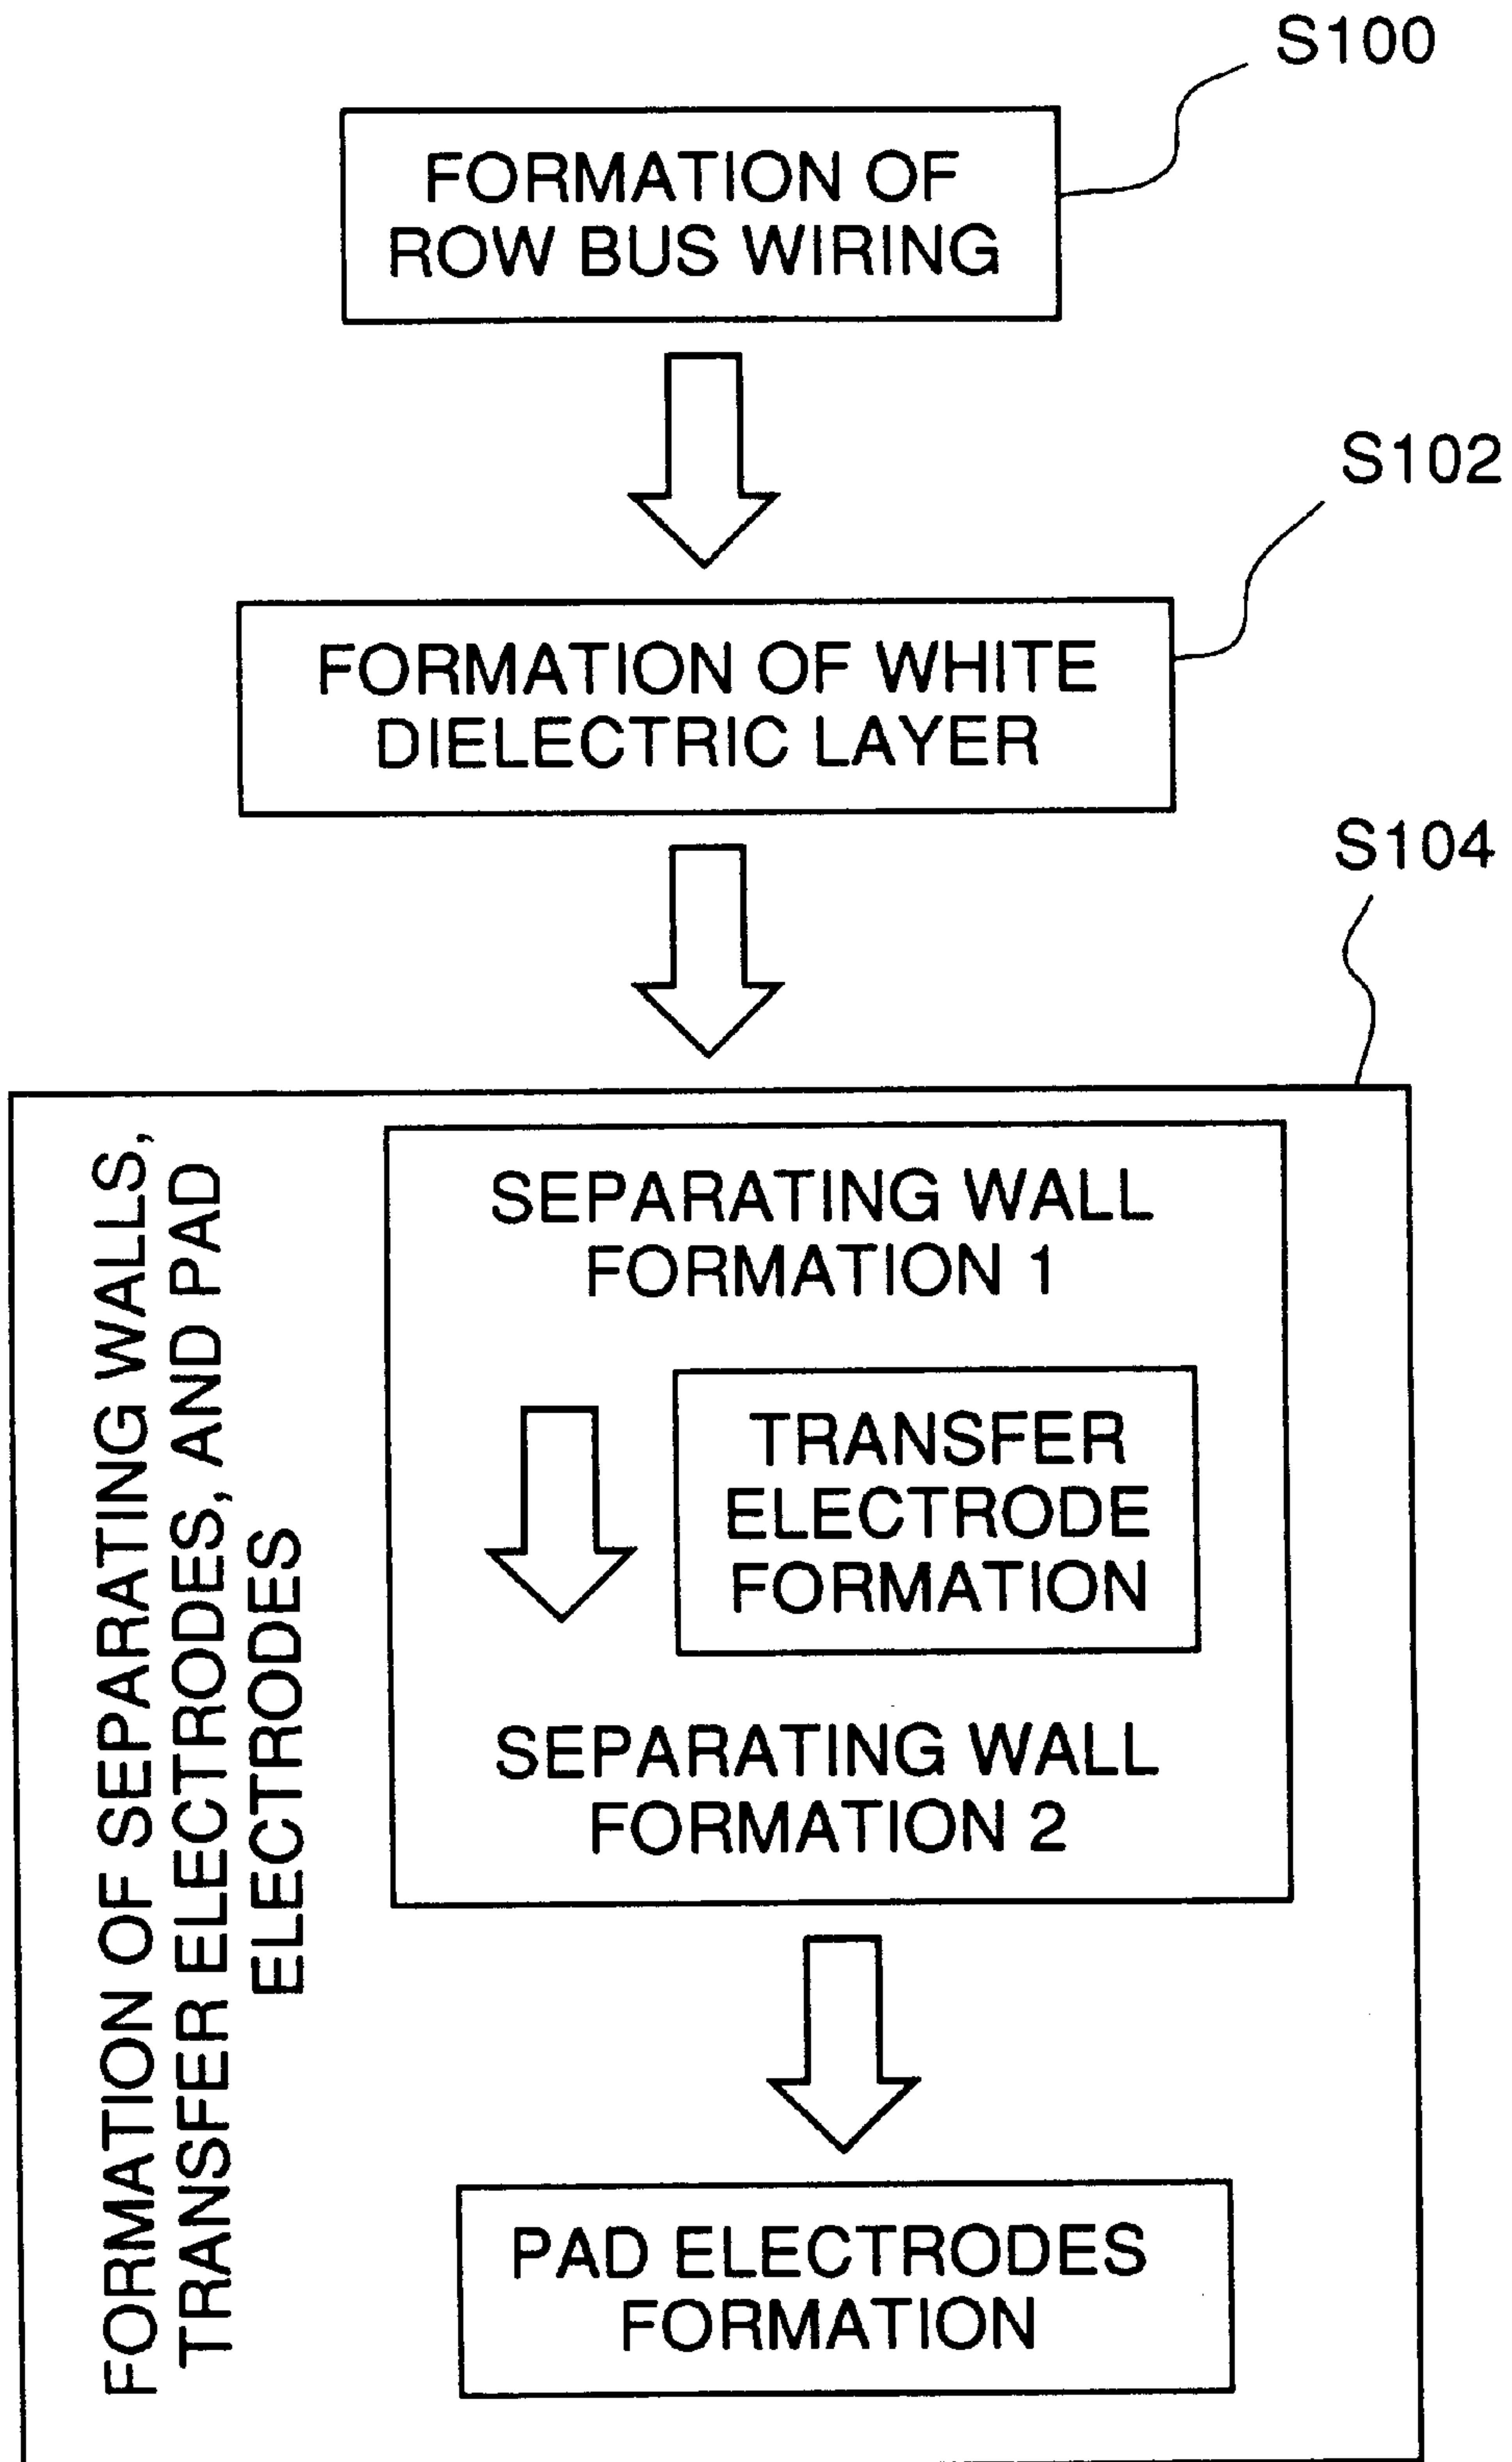 S100
FORMATION OF
ROW BUS WIRING
S102
FORMATION OF WHITE
DIELECTRIC LAYER
S104
FORMATION OF SEPARATING WALLS,
TRANSFER ELECTRODES, AND PAD
ELECTRODES
SEPARATING WALL
FORMATION 1
TRANSFER
ELECTRODE
FORMATION
SEPARATING WALL
FORMATION 2
PAD ELECTRODES
FORMATION